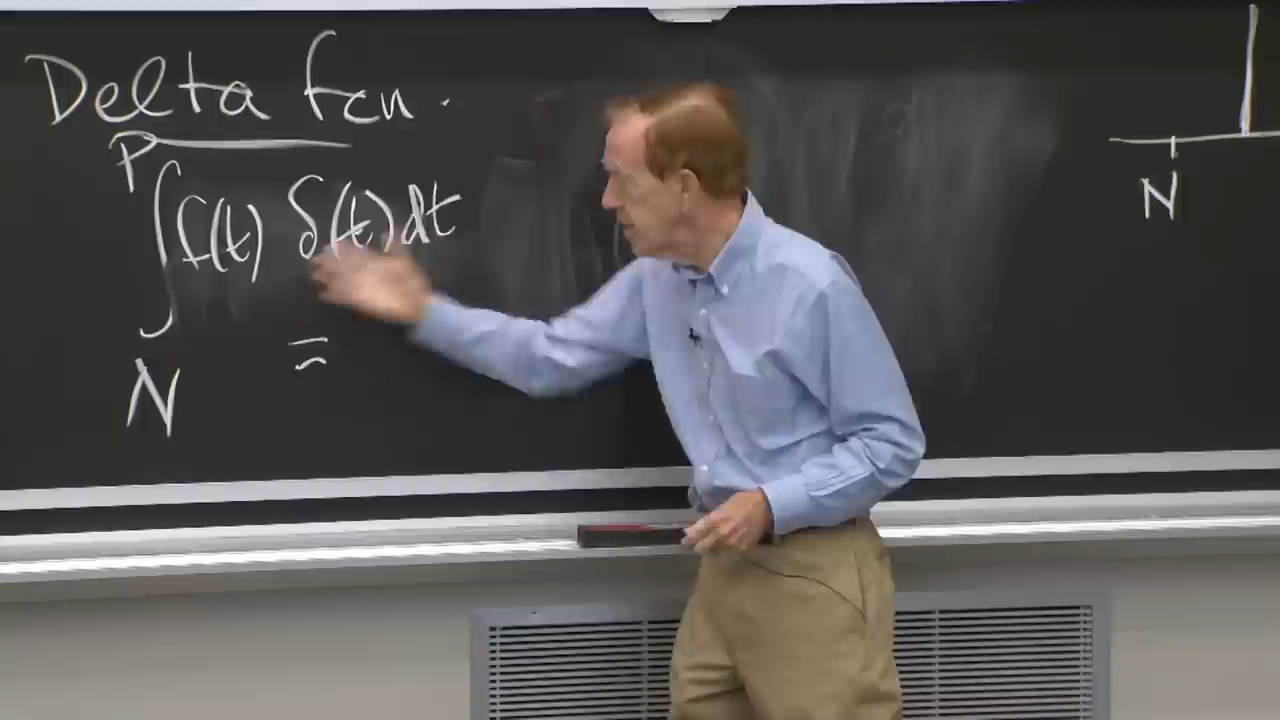 Delta fcn.
P
∫ f(t) δ(t) dt
N
=
N